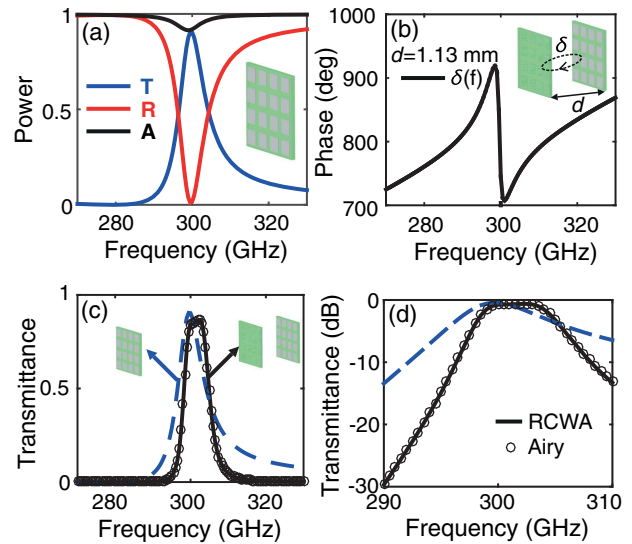 (a)
T
R
A
Power
1
0.5
0
280 300 320
Frequency (GHz)
(b)
d=1.13 mm
δ(f)
δ
d
Phase (deg)
1000
900
800
700
280 300 320
Frequency (GHz)
(c)
Transmittance
1
0.5
0
280 300 320
Frequency (GHz)
(d)
RCWA
Airy
Transmittance (dB)
0
-10
-20
-30
290 300 310
Frequency (GHz)